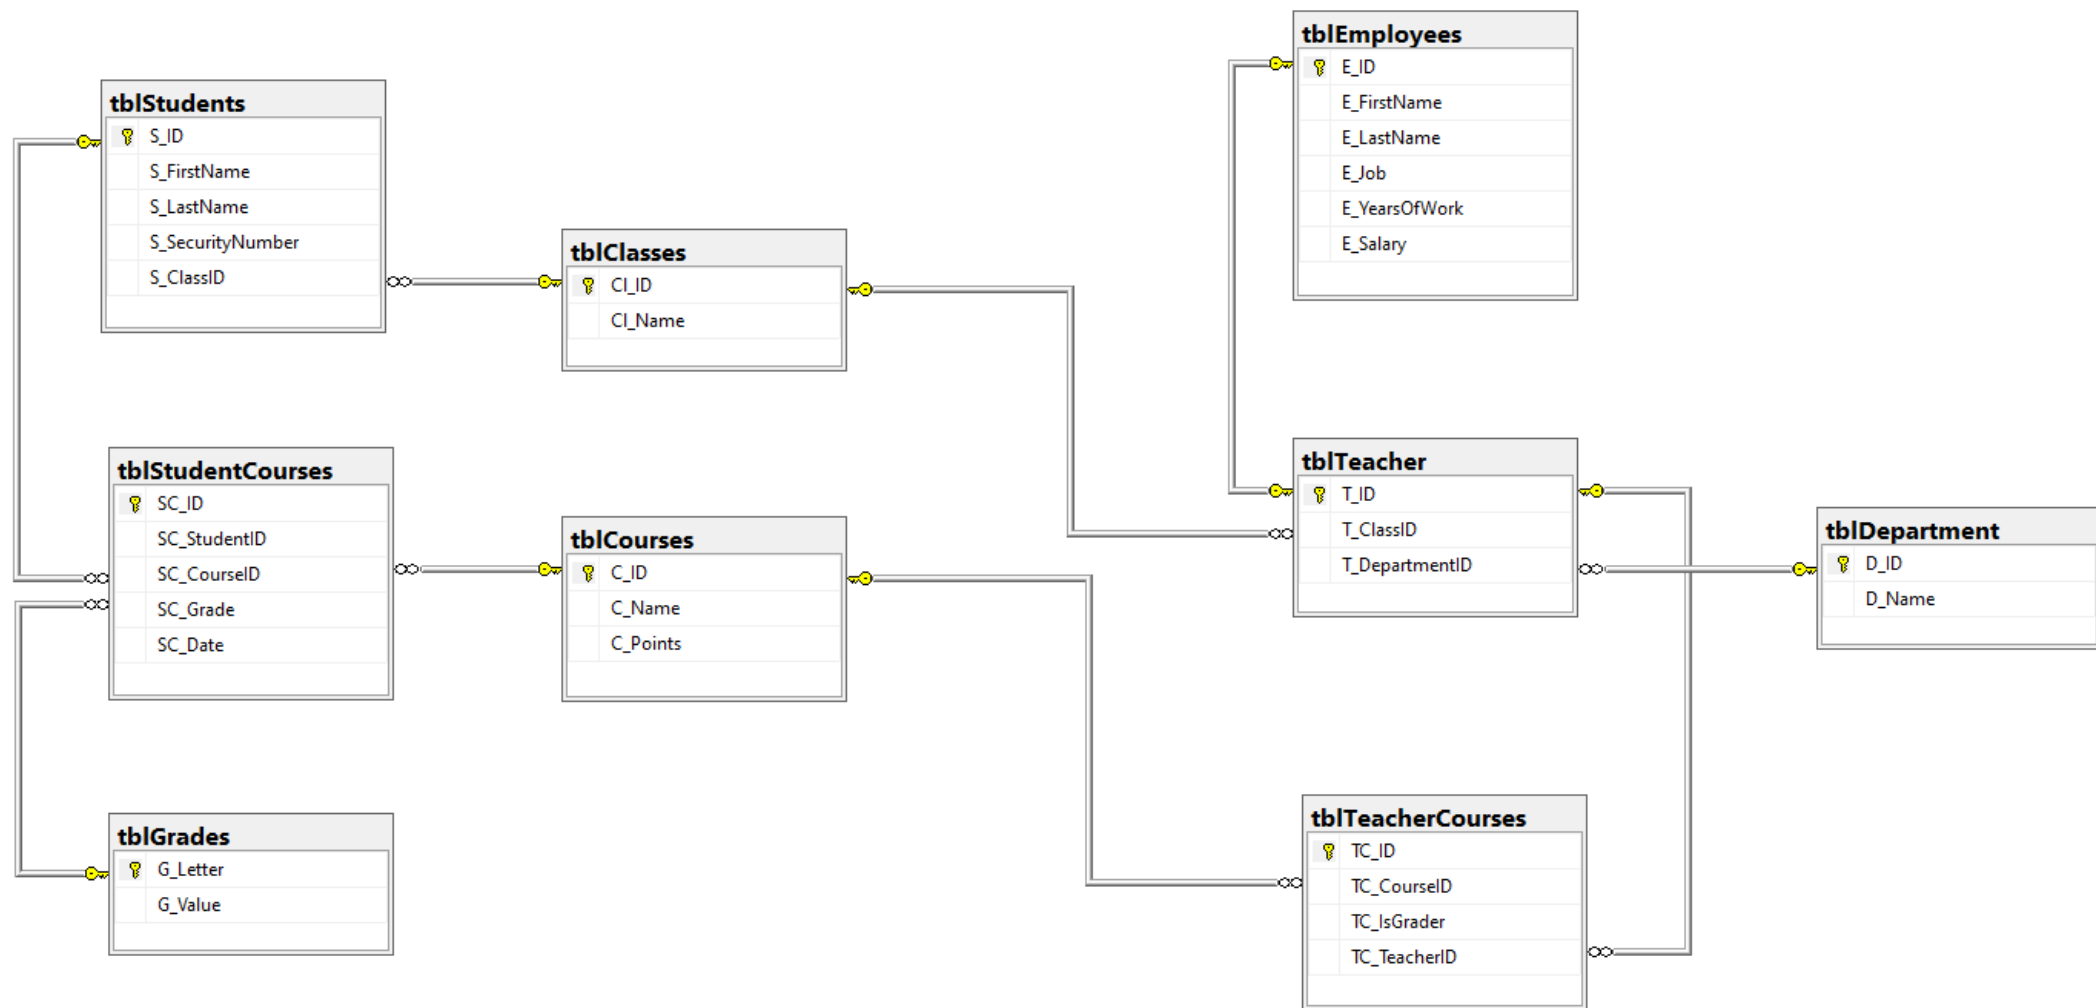 tblStudents
S_ID
S_FirstName
S_LastName
S_SecurityNumber
S_ClassID
tblClasses
Cl_ID
Cl_Name
tblEmployees
E_ID
E_FirstName
E_LastName
E_Job
E_YearsOfWork
E_Salary
tblStudentCourses
SC_ID
SC_StudentID
SC_CourseID
SC_Grade
SC_Date
tblCourses
C_ID
C_Name
C_Points
tblTeacher
T_ID
T_ClassID
T_DepartmentID
tblDepartment
D_ID
D_Name
tblGrades
G_Letter
G_Value
tblTeacherCourses
TC_ID
TC_CourseID
TC_IsGrader
TC_TeacherID